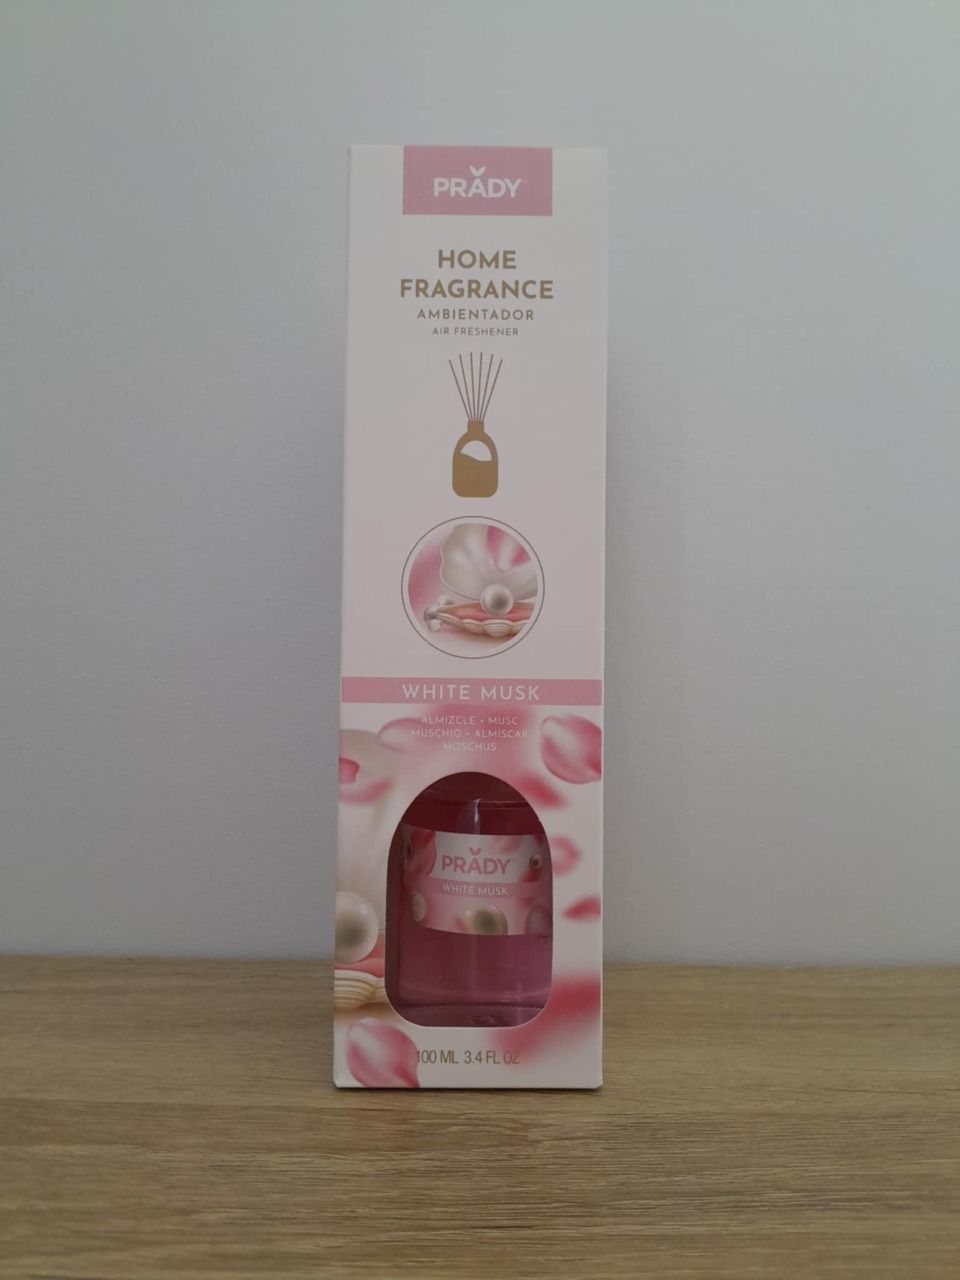 PRADY
HOME
FRAGRANCE
AMBIENTADOR
AIR FRESHENER
WHITE MUSK
ALMIZCLE • MUSC
MUSCHIO • ALMISCAR
MOSCHUS
PRADY
WHITE MUSK
100 ML 3.4 FL OZ